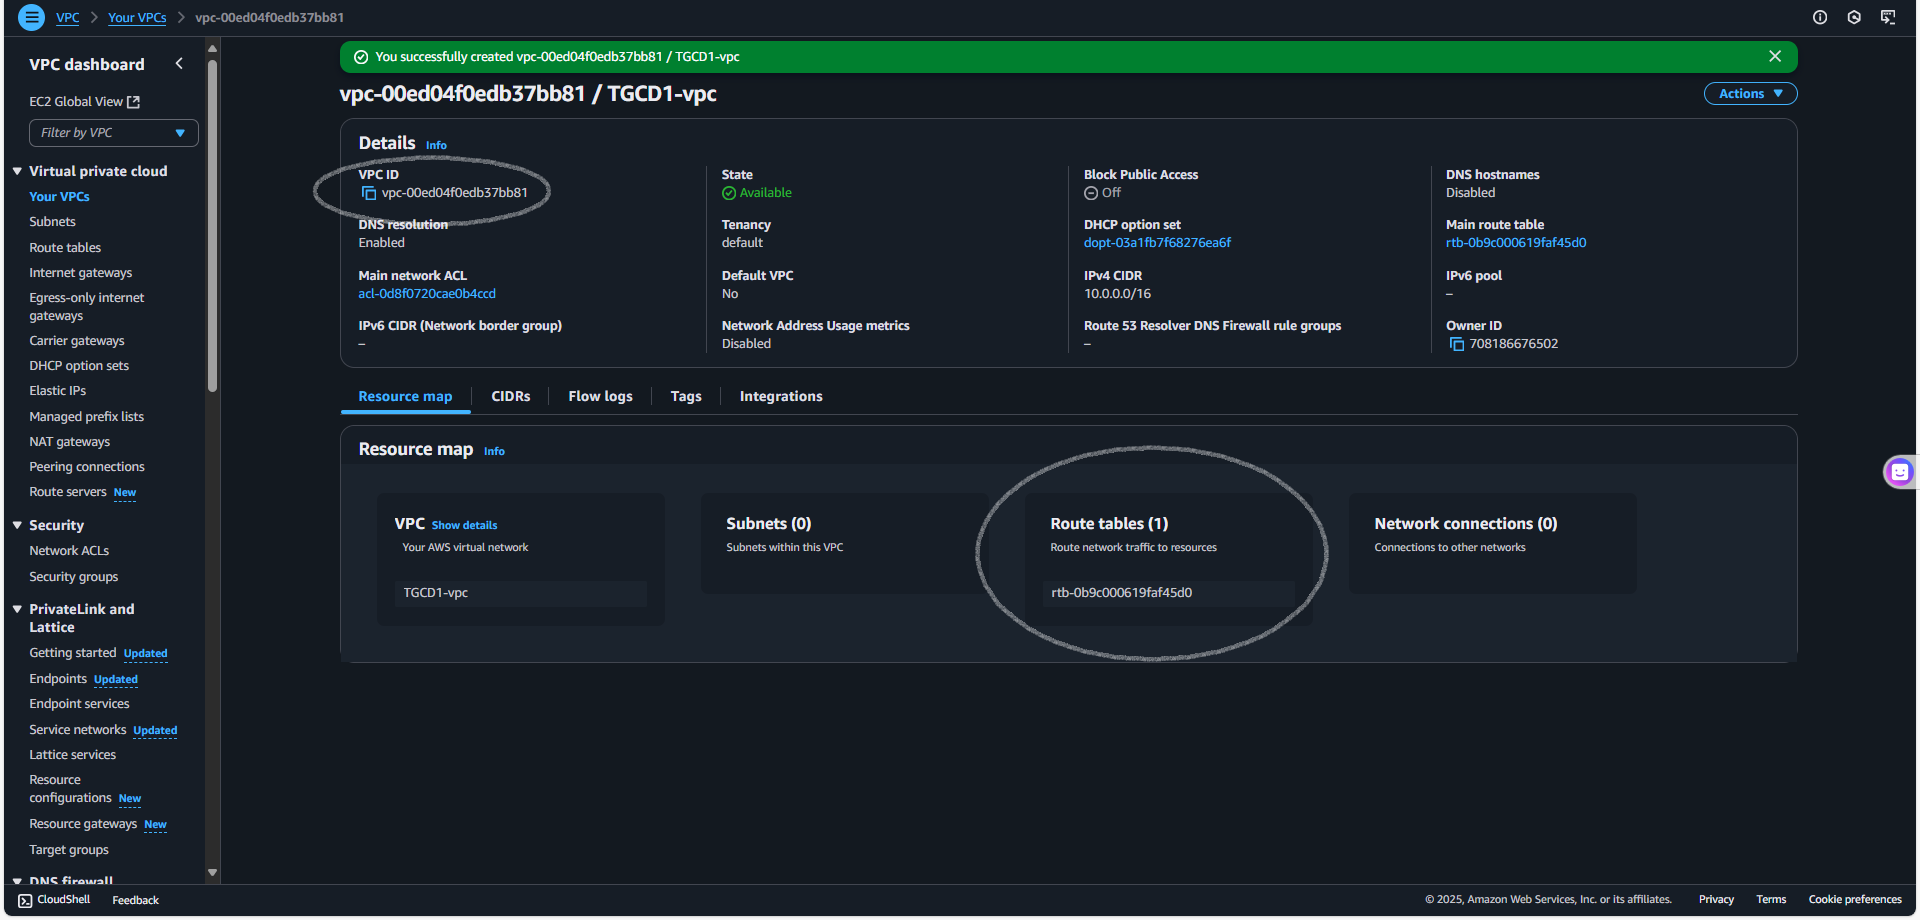 VPC > Your VPCs > vpc-00ed04f0edb37bb81
VPC dashboard
EC2 Global View
Filter by VPC
Virtual private cloud
Your VPCs
Subnets
Route tables
Internet gateways
Egress-only internet
gateways
Carrier gateways
DHCP option sets
Elastic IPs
Managed prefix lists
NAT gateways
Peering connections
Route servers New
Security
Network ACLs
Security groups
PrivateLink and
Lattice
Getting started Updated
Endpoints Updated
Endpoint services
Service networks Updated
Lattice services
Resource
configurations New
Resource gateways New
Target groups
DNS firewall
You successfully created vpc-00ed04f0edb37bb81 / TGCD1-vpc
vpc-00ed04f0edb37bb81 / TGCD1-vpc
Actions
Details Info
VPC ID
vpc-00ed04f0edb37bb81
State
Available
Block Public Access
Off
DNS hostnames
Disabled
DNS resolution
Enabled
Tenancy
default
DHCP option set
dopt-03a1fb7f68276ea6f
Main route table
rtb-0b9c000619faf45d0
Main network ACL
acl-0d8f0720cae0b4ccd
Default VPC
No
IPv4 CIDR
10.0.0.0/16
IPv6 pool
–
IPv6 CIDR (Network border group)
–
Network Address Usage metrics
Disabled
Route 53 Resolver DNS Firewall rule groups
–
Owner ID
708186676502
Resource map
CIDRs
Flow logs
Tags
Integrations
Resource map Info
VPC Show details
Your AWS virtual network
TGCD1-vpc
Subnets (0)
Subnets within this VPC
Route tables (1)
Route network traffic to resources
rtb-0b9c000619faf45d0
Network connections (0)
Connections to other networks
CloudShell
Feedback
© 2025, Amazon Web Services, Inc. or its affiliates.
Privacy
Terms
Cookie preferences